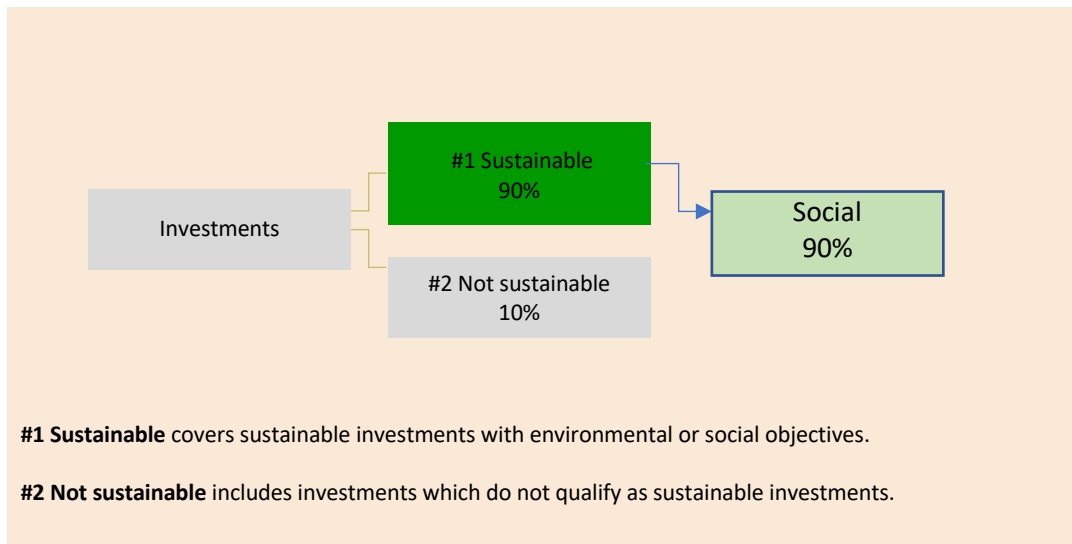 #1 Sustainable
90%
Investments
Social
90%
#2 Not sustainable
10%
#1 Sustainable covers sustainable investments with environmental or social objectives.
#2 Not sustainable includes investments which do not qualify as sustainable investments.